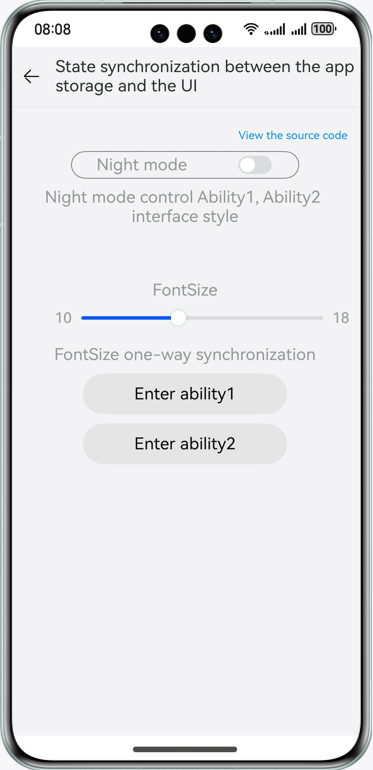 08:08
100
State synchronization between the app
storage and the UI
View the source code
Night mode
Night mode control Ability1, Ability2
interface style
FontSize
10
18
FontSize one-way synchronization
Enter ability1
Enter ability2